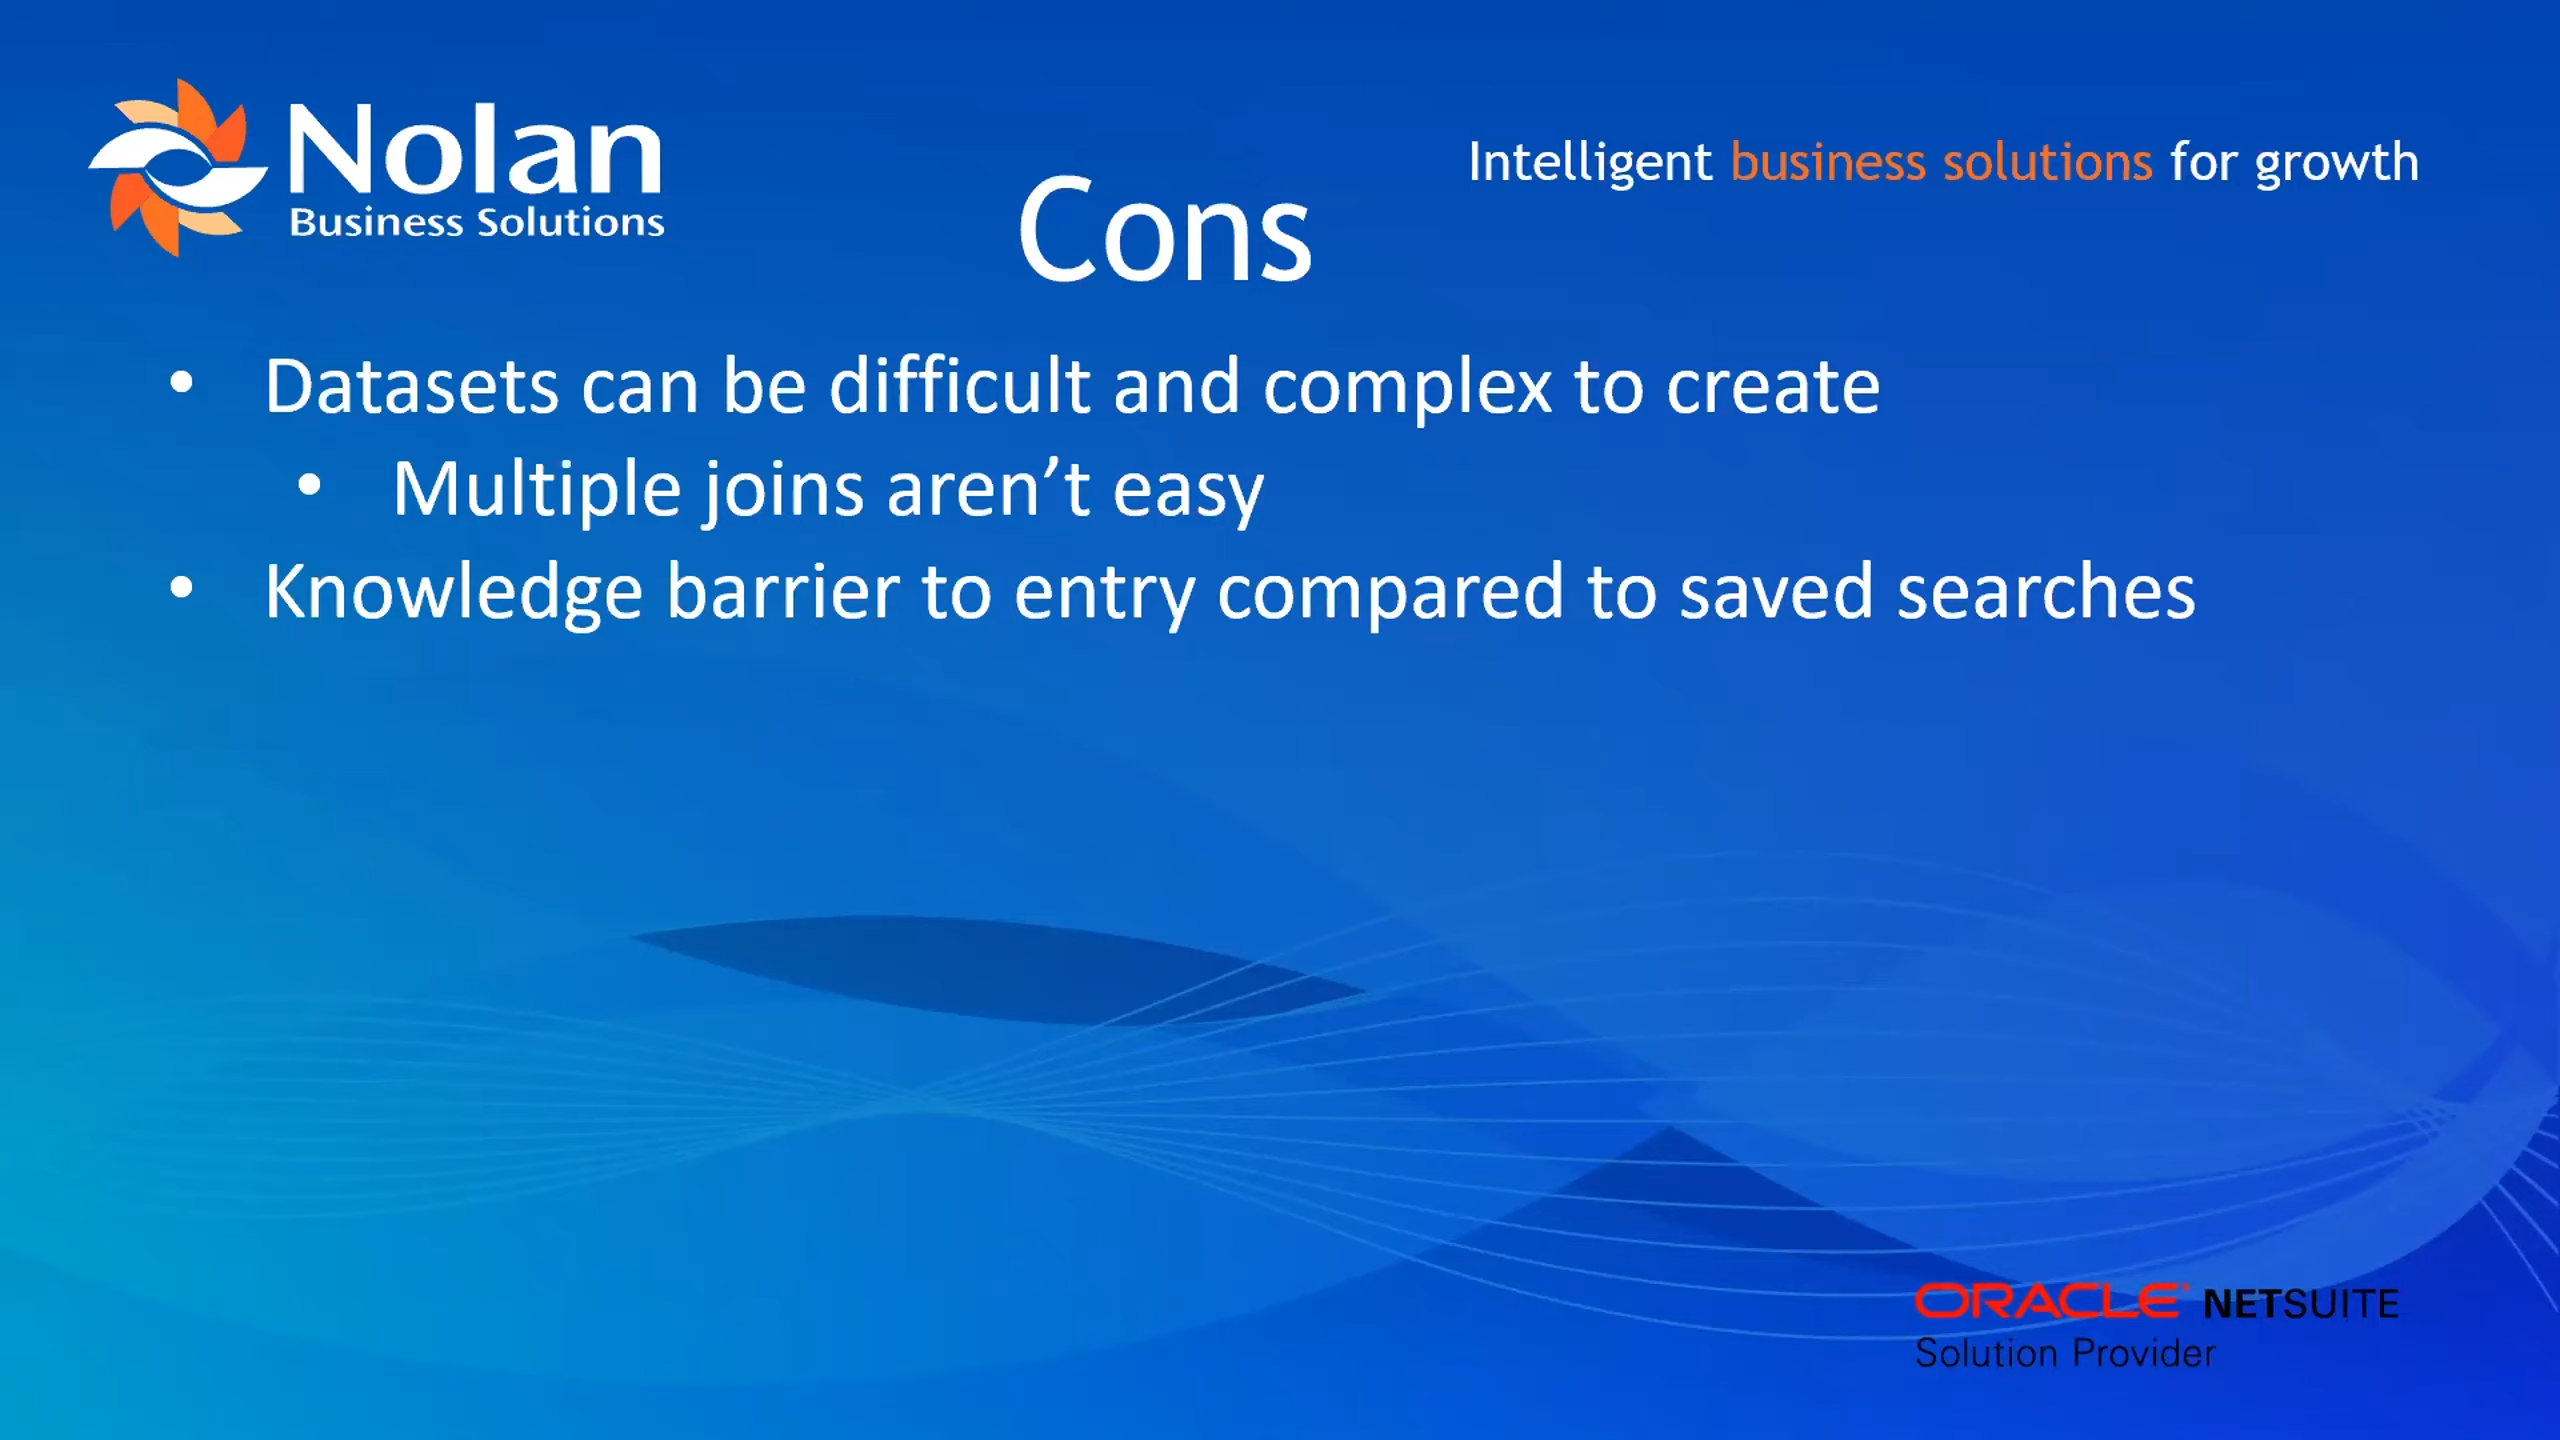 Nolan
Business Solutions
Intelligent business solutions for growth
Cons
• Datasets can be difficult and complex to create
• Multiple joins aren’t easy
• Knowledge barrier to entry compared to saved searches
ORACLE NETSUITE
Solution Provider